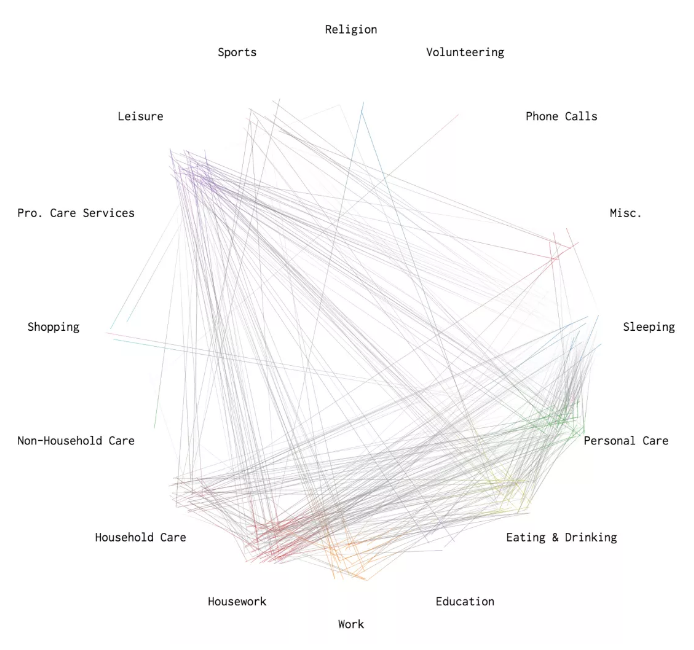 Religion
Sports
Volunteering
Leisure
Phone Calls
Pro. Care Services
Misc.
Shopping
Sleeping
Non-Household Care
Personal Care
Household Care
Eating & Drinking
Housework
Education
Work